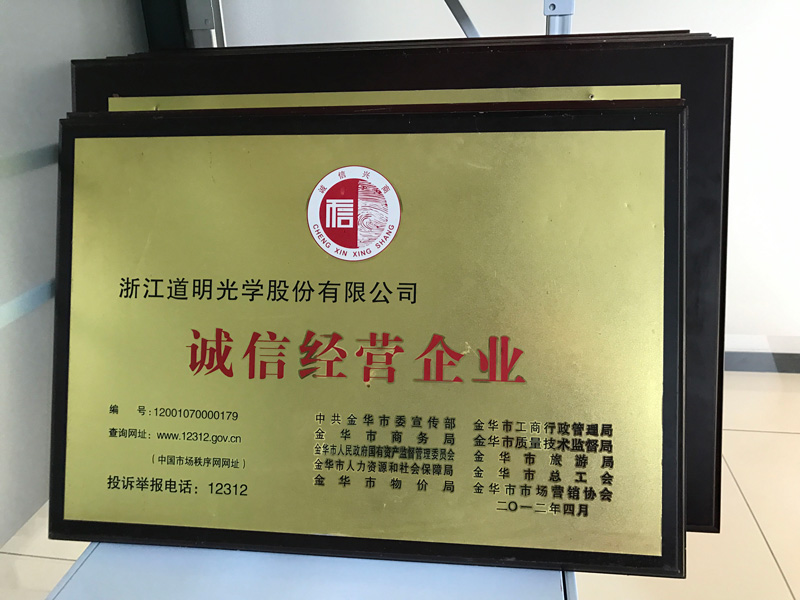 诚信兴商
信
CHENG XIN XING SHANG
浙江道明光学股份有限公司
诚信经营企业
编 号:12001070000179
查询网址:www.12312.gov.cn
(中国市场秩序网网址)
投诉举报电话:12312
中共金华市委宣传部
金华市商务局
金华市人民政府国有资产监督管理委员会
金华市人力资源和社会保障局
金华市物价局
金华市工商行政管理局
金华市质量技术监督局
金华市旅游局
金华市总工会
金华市市场营销协会
二〇一二年四月